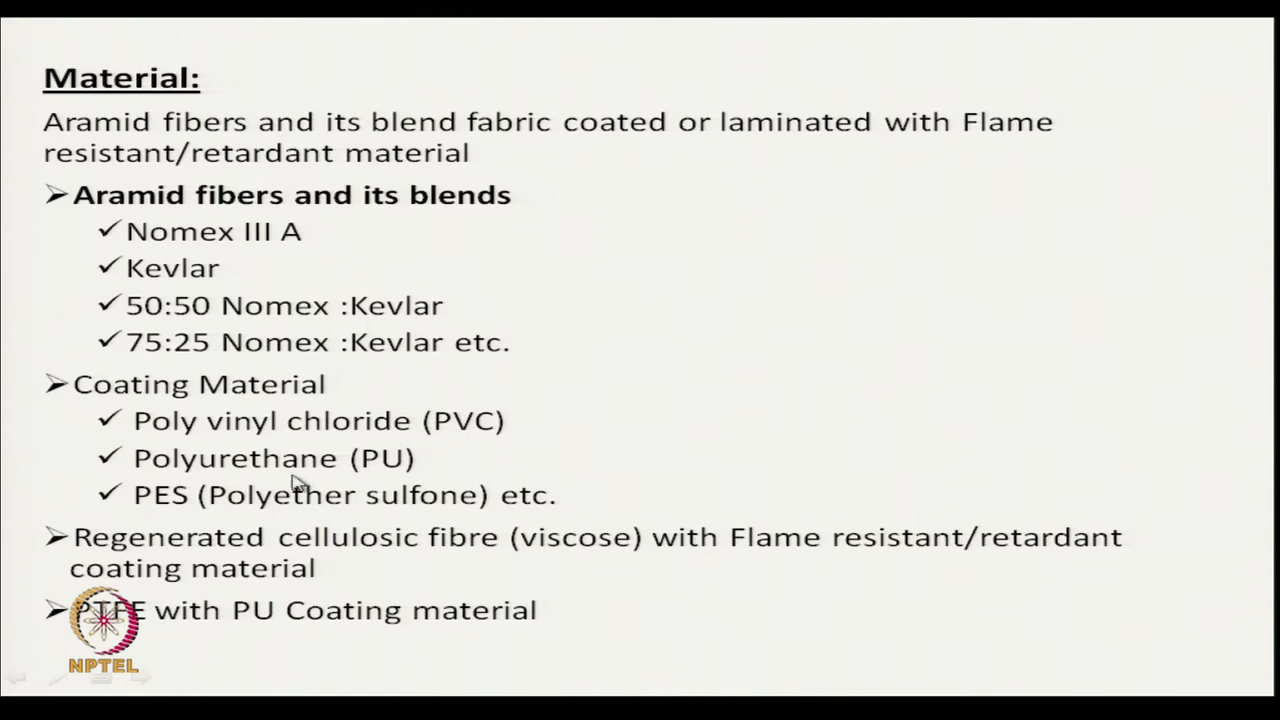 Material:
Aramid fibers and its blend fabric coated or laminated with Flame
resistant/retardant material
➢Aramid fibers and its blends
✓Nomex III A
✓Kevlar
✓50:50 Nomex :Kevlar
✓75:25 Nomex :Kevlar etc.
➢Coating Material
✓ Poly vinyl chloride (PVC)
✓ Polyurethane (PU)
✓ PES (Polyether sulfone) etc.
➢Regenerated cellulosic fibre (viscose) with Flame resistant/retardant
coating material
➢PTFE with PU Coating material
NPTEL